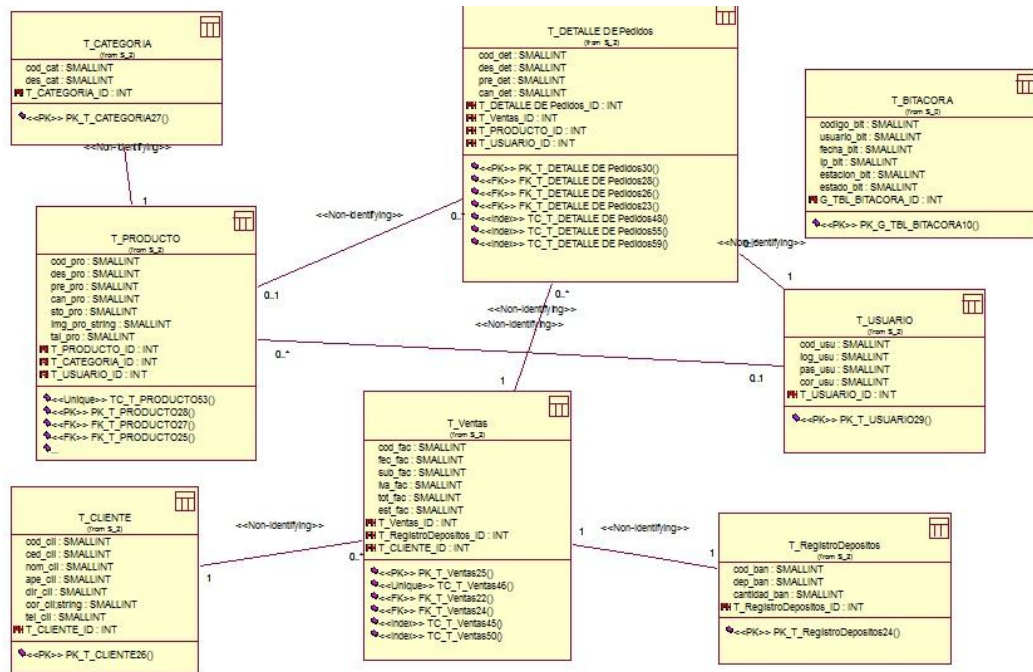 T_CATEGORIA
(from S_2)
cod_cat : SMALLINT
des_cat : SMALLINT
T_CATEGORIA_ID : INT
<<PK>> PK_T_CATEGORIA27()
<<Non-identifying>>
1
T_DETALLE DE Pedidos
(from S_2)
cod_det : SMALLINT
des_det : SMALLINT
pre_det : SMALLINT
can_det : SMALLINT
T_DETALLE DE Pedidos_ID : INT
T_Ventas_ID : INT
T_PRODUCTO_ID : INT
T_USUARIO_ID : INT
<<PK>> PK_T_DETALLE DE Pedidos30()
<<FK>> FK_T_DETALLE DE Pedidos28()
<<FK>> FK_T_DETALLE DE Pedidos26()
<<FK>> FK_T_DETALLE DE Pedidos23()
<<Index>> TC_T_DETALLE DE Pedidos48()
<<Index>> TC_T_DETALLE DE Pedidos55()
<<Index>> TC_T_DETALLE DE Pedidos59()
T_BITACORA
(from S_2)
codigo_bit : SMALLINT
usuario_bit : SMALLINT
fecha_bit : SMALLINT
ip_bit : SMALLINT
estacion_bit : SMALLINT
estado_bit : SMALLINT
G_TBL_BITACORA_ID : INT
<<PK>> PK_G_TBL_BITACORA10()
<<Non-identifying>>
0..*
0..1
<<Non-identifying>>
1
T_PRODUCTO
(from S_2)
cod_pro : SMALLINT
des_pro : SMALLINT
pre_pro : SMALLINT
can_pro : SMALLINT
sto_pro : SMALLINT
img_pro_string : SMALLINT
tal_pro : SMALLINT
T_PRODUCTO_ID : INT
T_CATEGORIA_ID : INT
T_USUARIO_ID : INT
<<Unique>> TC_T_PRODUCTO53()
<<PK>> PK_T_PRODUCTO28()
<<FK>> FK_T_PRODUCTO27()
<<FK>> FK_T_PRODUCTO25()
...
0..*
<<Non-identifying>>
<<Non-identifying>>
0..*
0..1
1
T_USUARIO
(from S_2)
cod_usu : SMALLINT
log_usu : SMALLINT
pas_usu : SMALLINT
cor_usu : SMALLINT
T_USUARIO_ID : INT
<<PK>> PK_T_USUARIO29()
T_Ventas
(from S_2)
cod_fac : SMALLINT
fec_fac : SMALLINT
sub_fac : SMALLINT
iva_fac : SMALLINT
tot_fac : SMALLINT
est_fac : SMALLINT
T_Ventas_ID : INT
T_RegistroDepositos_ID : INT
T_CLIENTE_ID : INT
<<PK>> PK_T_Ventas25()
<<Unique>> TC_T_Ventas46()
<<FK>> FK_T_Ventas22()
<<FK>> FK_T_Ventas24()
<<Index>> TC_T_Ventas45()
<<Index>> TC_T_Ventas50()
T_CLIENTE
(from S_2)
cod_cli : SMALLINT
ced_cli : SMALLINT
nom_cli : SMALLINT
ape_cli : SMALLINT
dir_cli : SMALLINT
cor_cli;string : SMALLINT
tel_cli : SMALLINT
T_CLIENTE_ID : INT
<<PK>> PK_T_CLIENTE26()
<<Non-identifying>>
1
0..*
<<Non-identifying>>
1
1
T_RegistroDepositos
(from S_2)
cod_ban : SMALLINT
dep_ban : SMALLINT
cantidad_ban : SMALLINT
T_RegistroDepositos_ID : INT
<<PK>> PK_T_RegistroDepositos24()